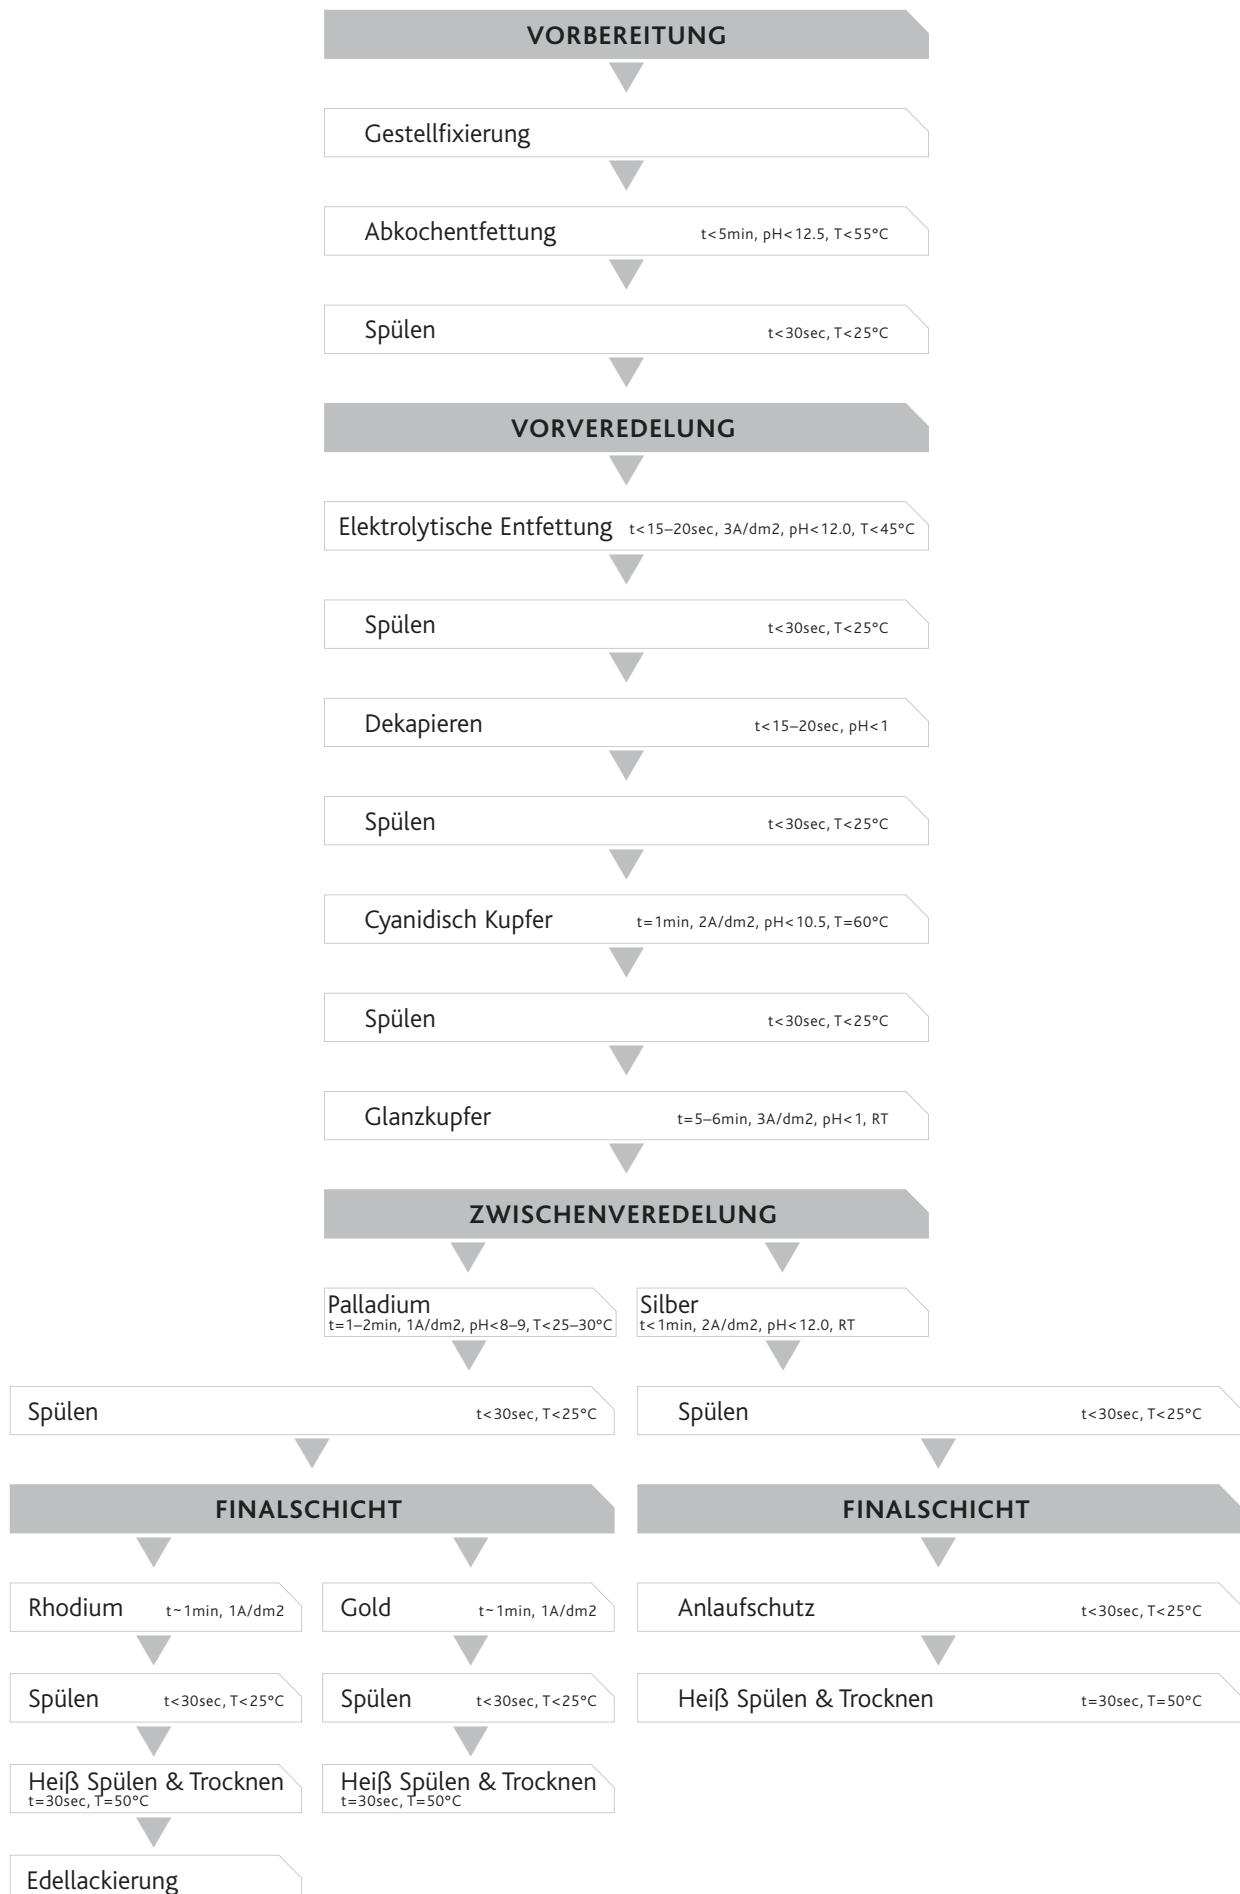 VORBEREITUNG
Gestellfixierung
Abkochentfettung t<5min, pH<12.5, T<55°C
Spülen t<30sec, T<25°C
VORVEREDELUNG
Elektrolytische Entfettung t<15–20sec, 3A/dm2, pH<12.0, T<45°C
Spülen t<30sec, T<25°C
Dekapieren t<15–20sec, pH<1
Spülen t<30sec, T<25°C
Cyanidisch Kupfer t=1min, 2A/dm2, pH<10.5, T=60°C
Spülen t<30sec, T<25°C
Glanzkupfer t=5–6min, 3A/dm2, pH<1, RT
ZWISCHENVEREDELUNG
Palladium
t=1–2min, 1A/dm2, pH<8–9, T<25–30°C
Silber
t<1min, 2A/dm2, pH<12.0, RT
Spülen t<30sec, T<25°C
Spülen t<30sec, T<25°C
FINALSCHICHT
FINALSCHICHT
Rhodium t~1min, 1A/dm2
Gold t~1min, 1A/dm2
Anlaufschutz t<30sec, T<25°C
Spülen t<30sec, T<25°C
Spülen t<30sec, T<25°C
Heiß Spülen & Trocknen t=30sec, T=50°C
Heiß Spülen & Trocknen
t=30sec, T=50°C
Heiß Spülen & Trocknen
t=30sec, T=50°C
Edellackierung